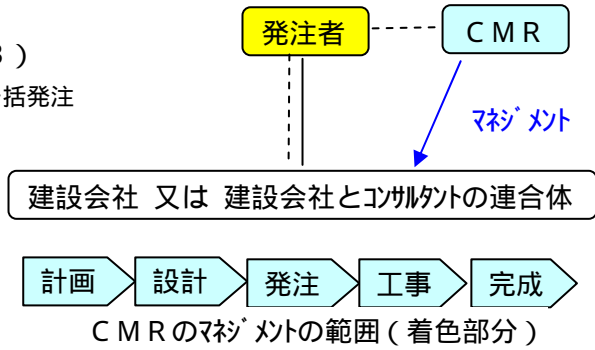 発注者
ＣＭＲ
３）
括発注
マネジメント
建設会社 又は 建設会社とコンサルタントの連合体
計画
設計
発注
工事
完成
ＣＭＲのマネジメントの範囲（着色部分）